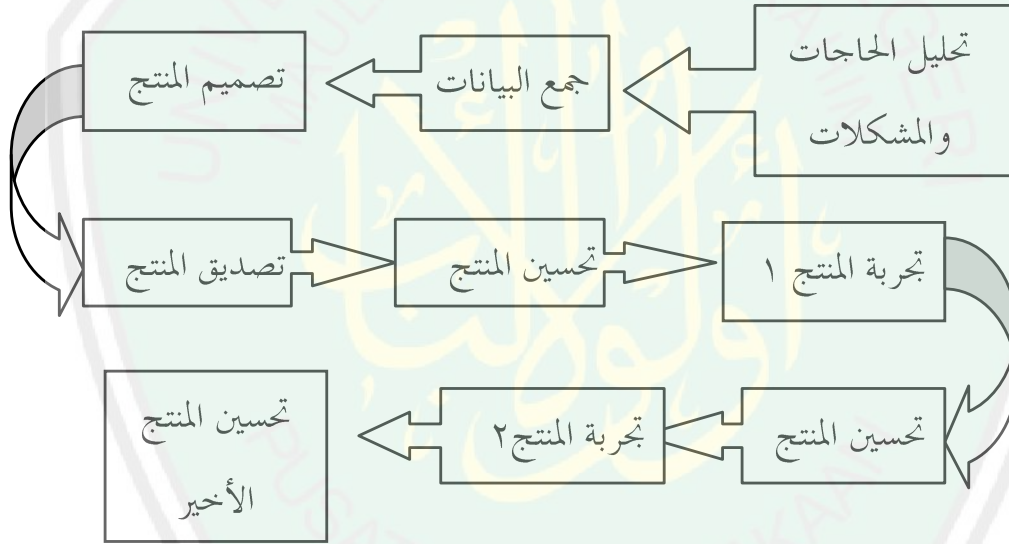 تحليل الحاجات
والمشكلات
جمع البيانات
تصميم المنتج
تصديق المنتج
تحسين المنتج
تجربة المنتج ١
تحسين المنتج
تجربة المنتج٢
تحسين المنتج
الأخير